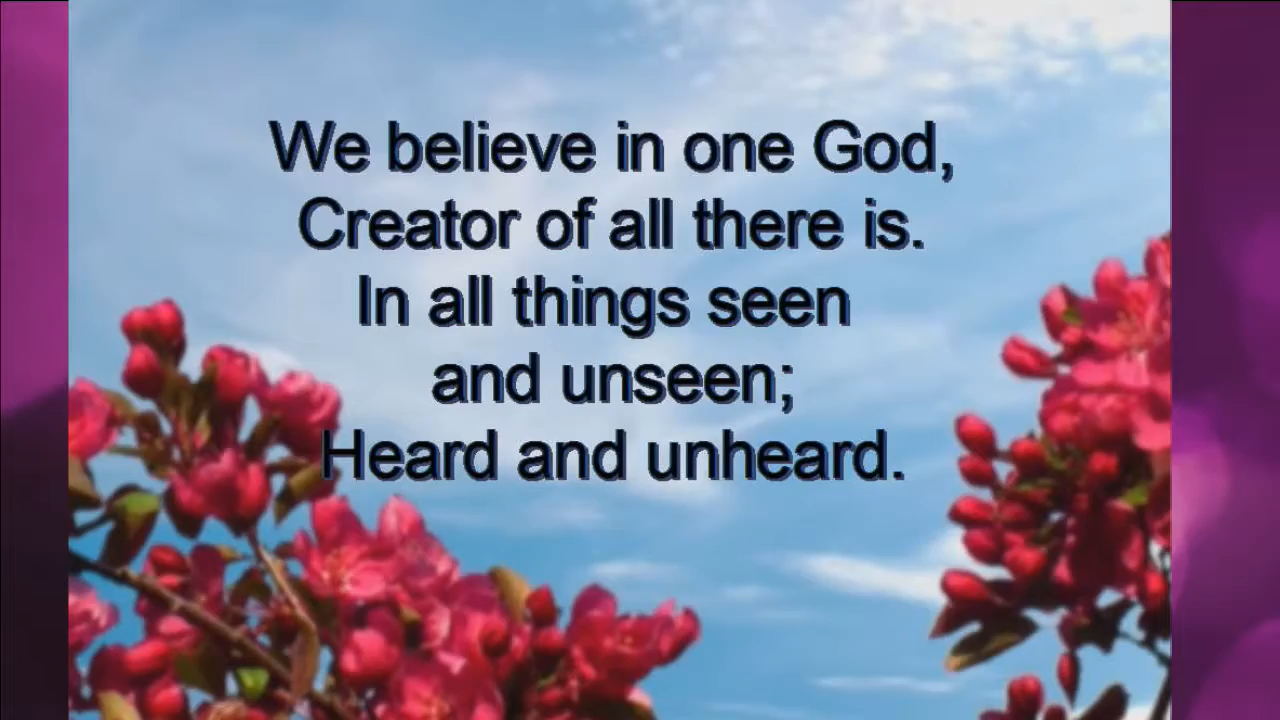 We believe in one God,
Creator of all there is.
In all things seen
and unseen;
Heard and unheard.